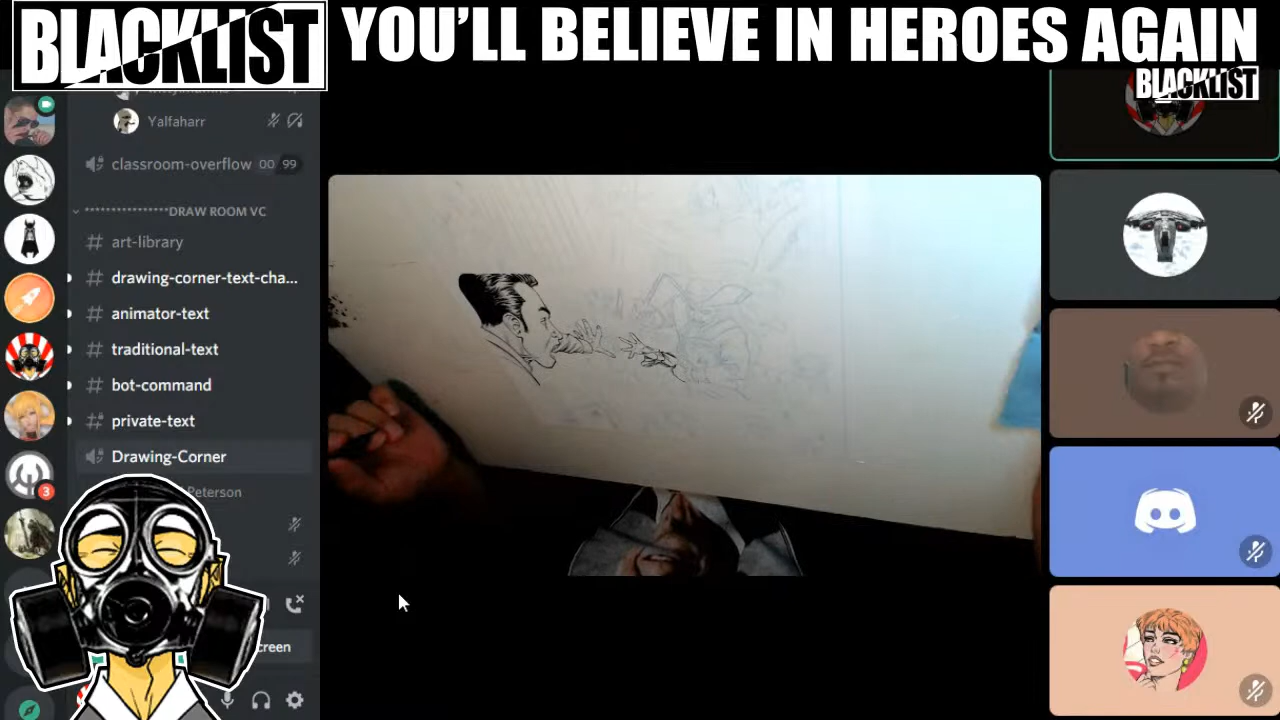 BLACKLIST
YOU'LL BELIEVE IN HEROES AGAIN
BLACKLIST
Yalfaharr
classroom-overflow 00 99
****************DRAW ROOM VC
# art-library
# drawing-corner-text-cha...
# animator-text
# traditional-text
# bot-command
# private-text
Drawing-Corner
Peterson
3
creen